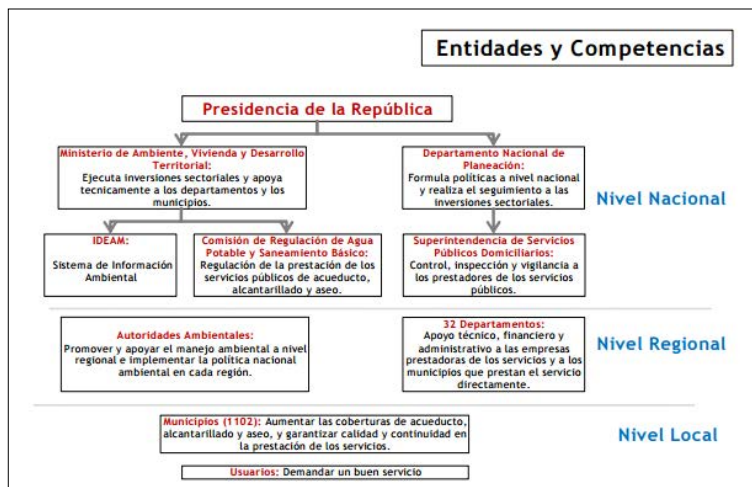 Entidades y Competencias
Presidencia de la República
Ministerio de Ambiente, Vivienda y Desarrollo
Territorial:
Ejecuta inversiones sectoriales y apoya
tecnicamente a los departamentos y los
municipios.
Departamento Nacional de
Planeación:
Formula políticas a nivel nacional
y realiza el seguimiento a las
inversiones sectoriales.
Nivel Nacional
IDEAM:
Sistema de Información
Ambiental
Comisión de Regulación de Agua
Potable y Saneamiento Básico:
Regulación de la prestación de los
servicios públicos de acueducto,
alcantarillado y aseo.
Superintendencia de Servicios
Públicos Domiciliarios:
Control, inspección y vigilancia a
los prestadores de los servicios
públicos.
Autoridades Ambientales:
Promover y apoyar el manejo ambiental a nivel
regional e implementar la política nacional
ambiental en cada región.
32 Departamentos:
Apoyo técnico, financiero y
administrativo a las empresas
prestadoras de los servicios y a los
municipios que prestan el servicio
directamente.
Nivel Regional
Municipios (1102): Aumentar las coberturas de acueducto,
alcantarillado y aseo, y garantizar calidad y continuidad en
la prestación de los servicios.
Nivel Local
Usuarios: Demandar un buen servicio